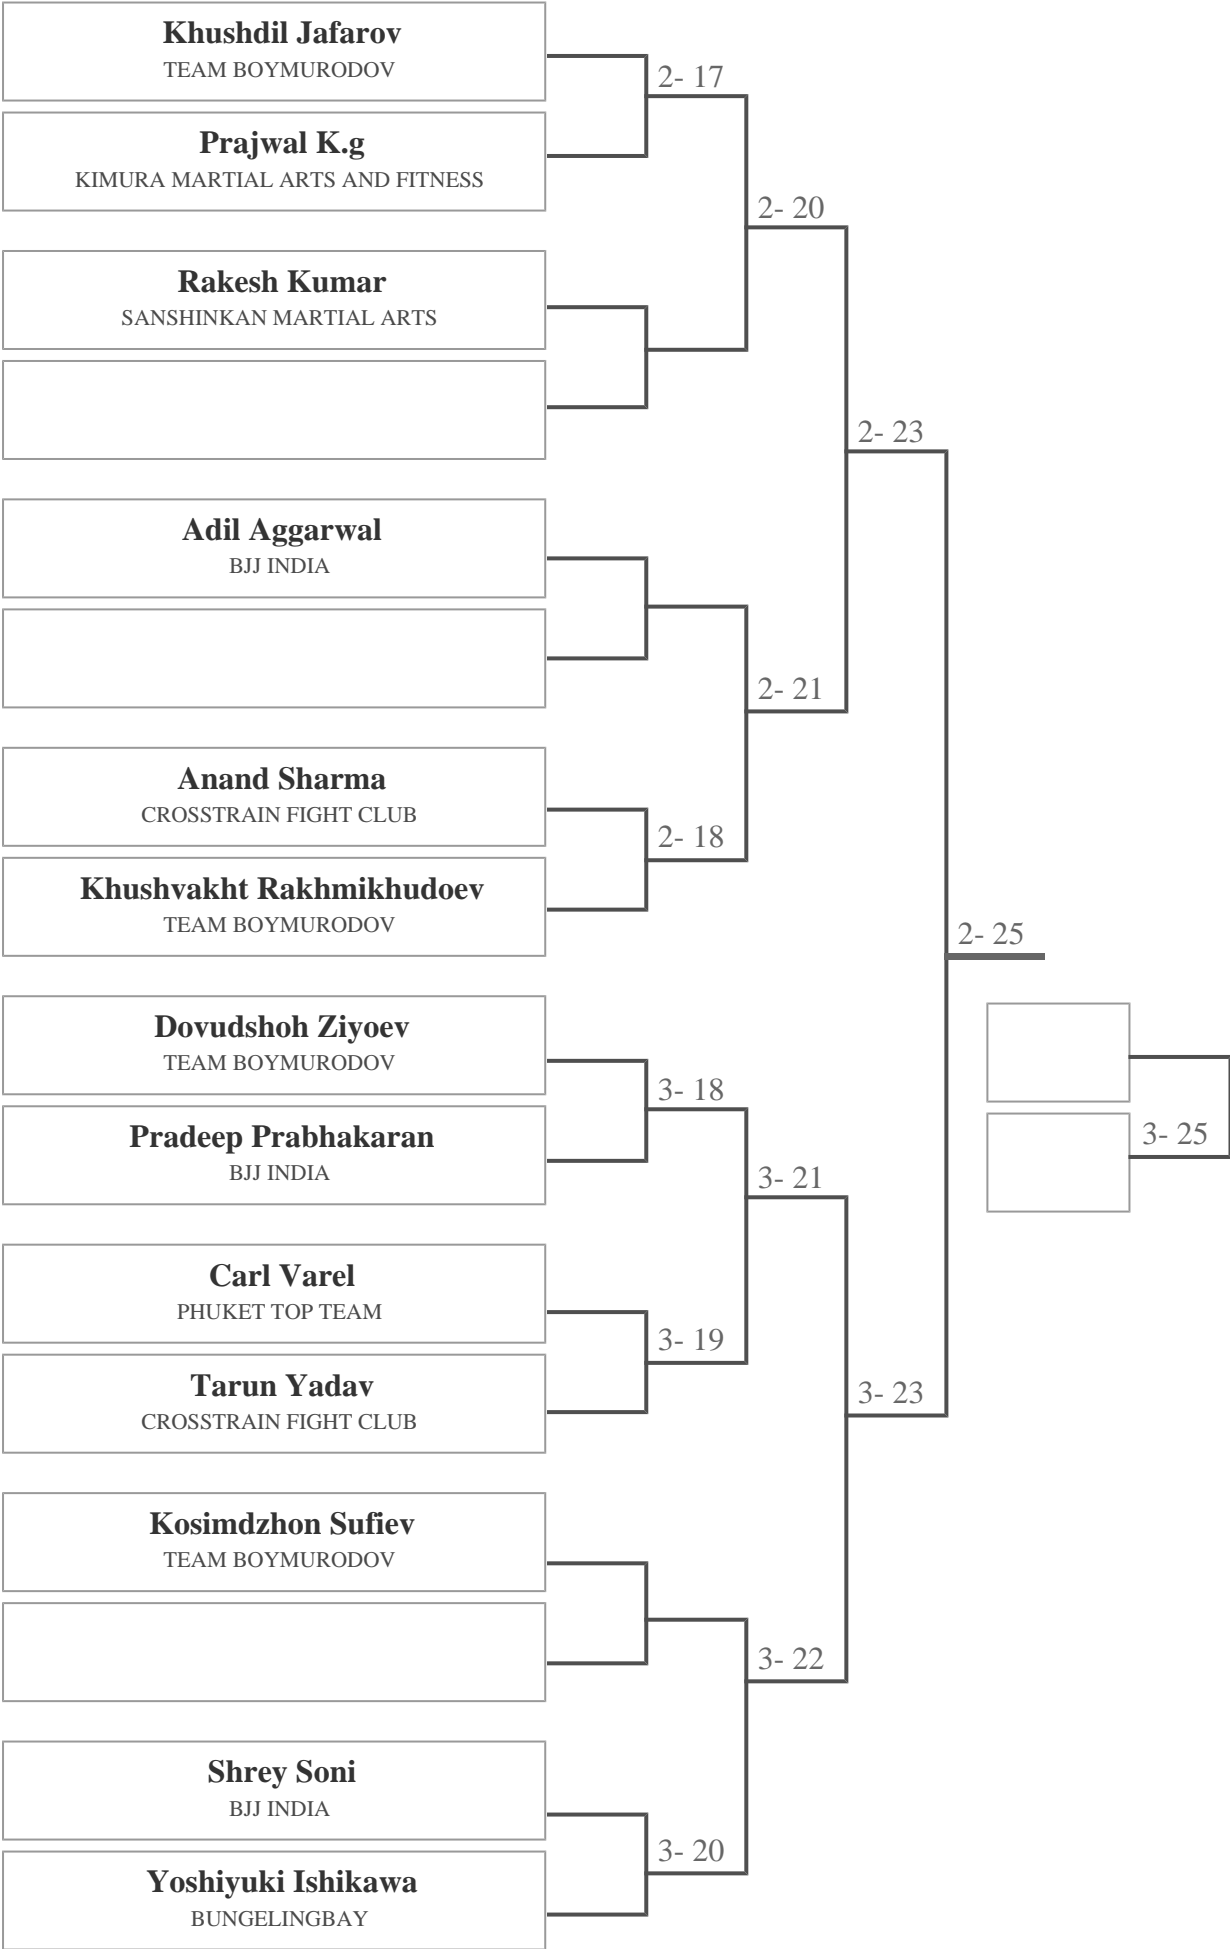 Khushdil Jafarov
TEAM BOYMURODOV
2- 17
Prajwal K.g
KIMURA MARTIAL ARTS AND FITNESS
2- 20
Rakesh Kumar
SANSHINKAN MARTIAL ARTS
2- 23
Adil Aggarwal
BJJ INDIA
2- 21
Anand Sharma
CROSSTRAIN FIGHT CLUB
2- 18
Khushvakht Rakhmikhudoev
TEAM BOYMURODOV
2- 25
Dovudshoh Ziyoev
TEAM BOYMURODOV
3- 18
Pradeep Prabhakaran
BJJ INDIA
3- 25
3- 21
Carl Varel
PHUKET TOP TEAM
3- 19
Tarun Yadav
CROSSTRAIN FIGHT CLUB
3- 23
Kosimdzhon Sufiev
TEAM BOYMURODOV
3- 22
Shrey Soni
BJJ INDIA
3- 20
Yoshiyuki Ishikawa
BUNGELINGBAY